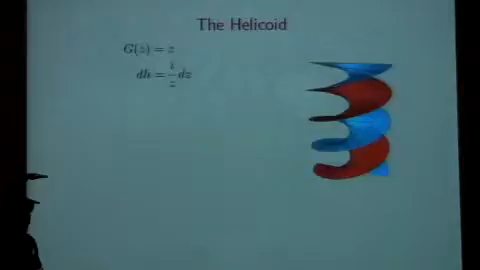 The Helicoid
G(z) = z
dh = i/z dz